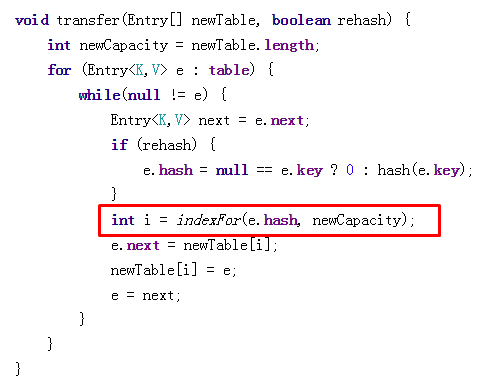 void transfer(Entry[] newTable, boolean rehash) {
    int newCapacity = newTable.length;
    for (Entry<K,V> e : table) {
        while(null != e) {
            Entry<K,V> next = e.next;
            if (rehash) {
                e.hash = null == e.key ? 0 : hash(e.key);
            }
            int i = indexFor(e.hash, newCapacity);
            e.next = newTable[i];
            newTable[i] = e;
            e = next;
        }
    }
}